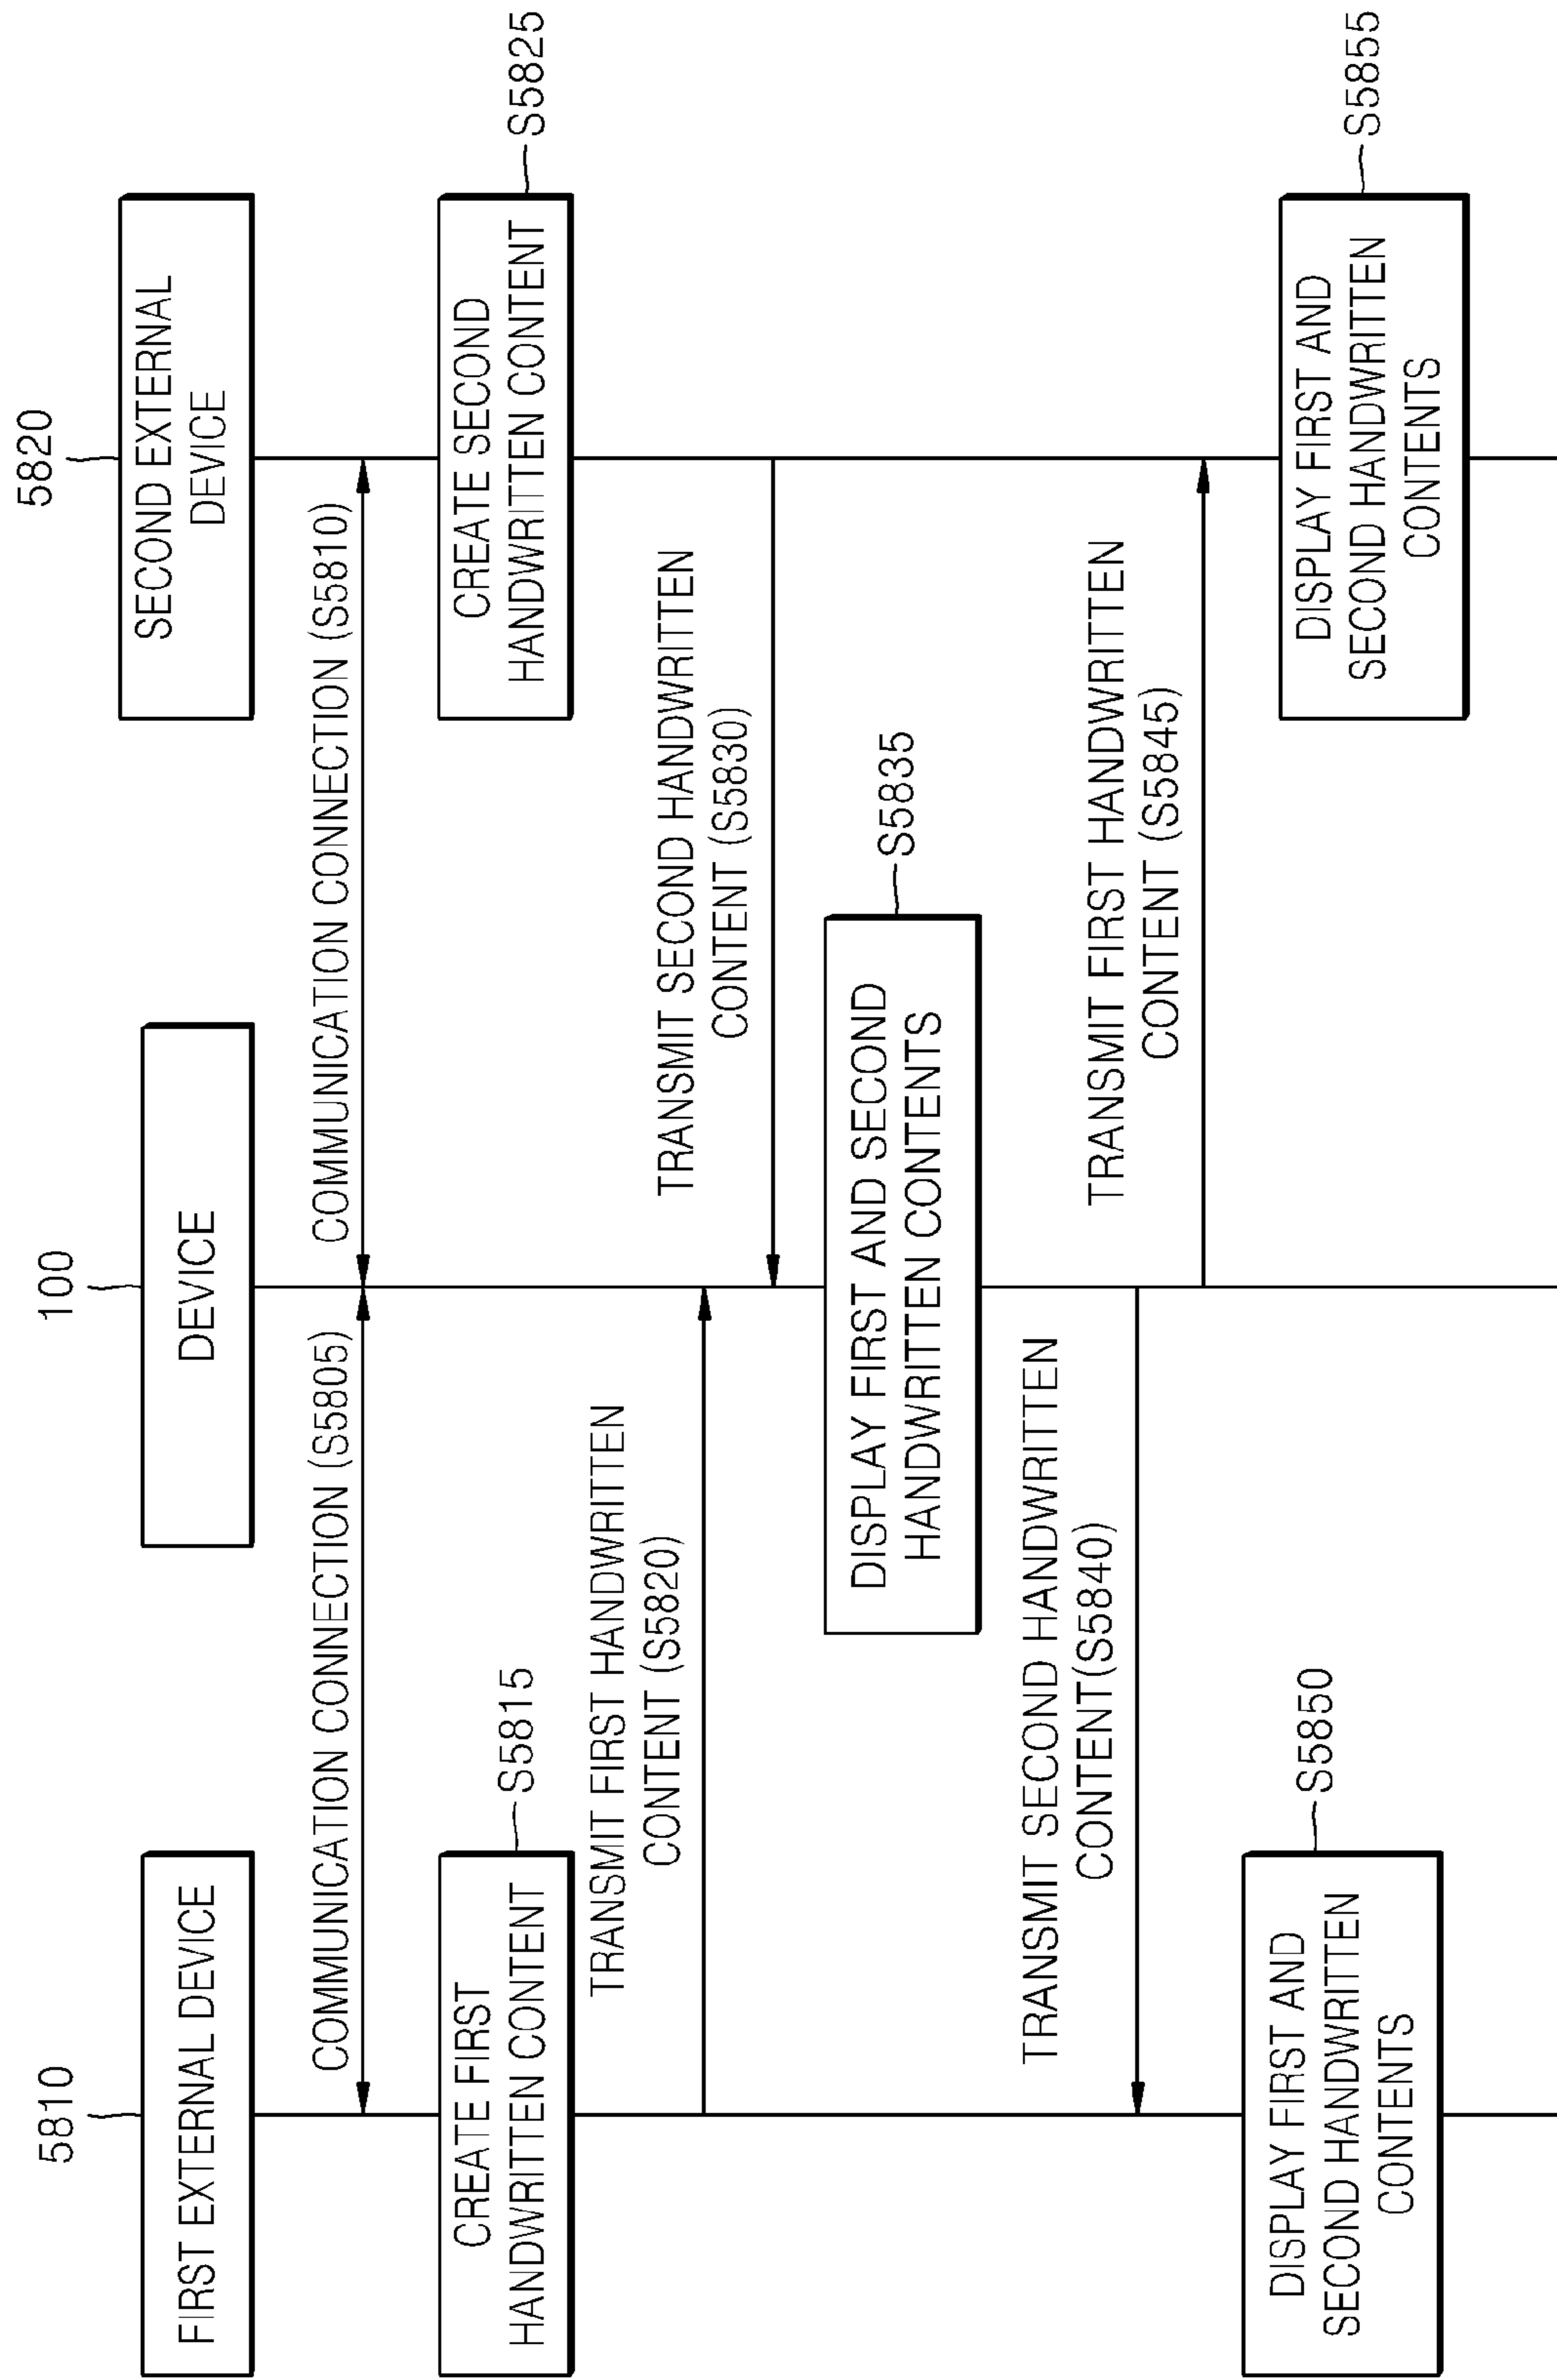 5810
100
5820
FIRST EXTERNAL DEVICE
DEVICE
SECOND EXTERNAL
DEVICE
COMMUNICATION CONNECTION (S5805)
COMMUNICATION CONNECTION (S5810)
CREATE FIRST
HANDWRITTEN CONTENT
S5815
CREATE SECOND
HANDWRITTEN CONTENT
S5825
TRANSMIT FIRST HANDWRITTEN
CONTENT (S5820)
TRANSMIT SECOND HANDWRITTEN
CONTENT (S5830)
DISPLAY FIRST AND SECOND
HANDWRITTEN CONTENTS
S5835
TRANSMIT SECOND HANDWRITTEN
CONTENT(S5840)
TRANSMIT FIRST HANDWRITTEN
CONTENT (S5845)
DISPLAY FIRST AND
SECOND HANDWRITTEN
CONTENTS
S5850
DISPLAY FIRST AND
SECOND HANDWRITTEN
CONTENTS
S5855